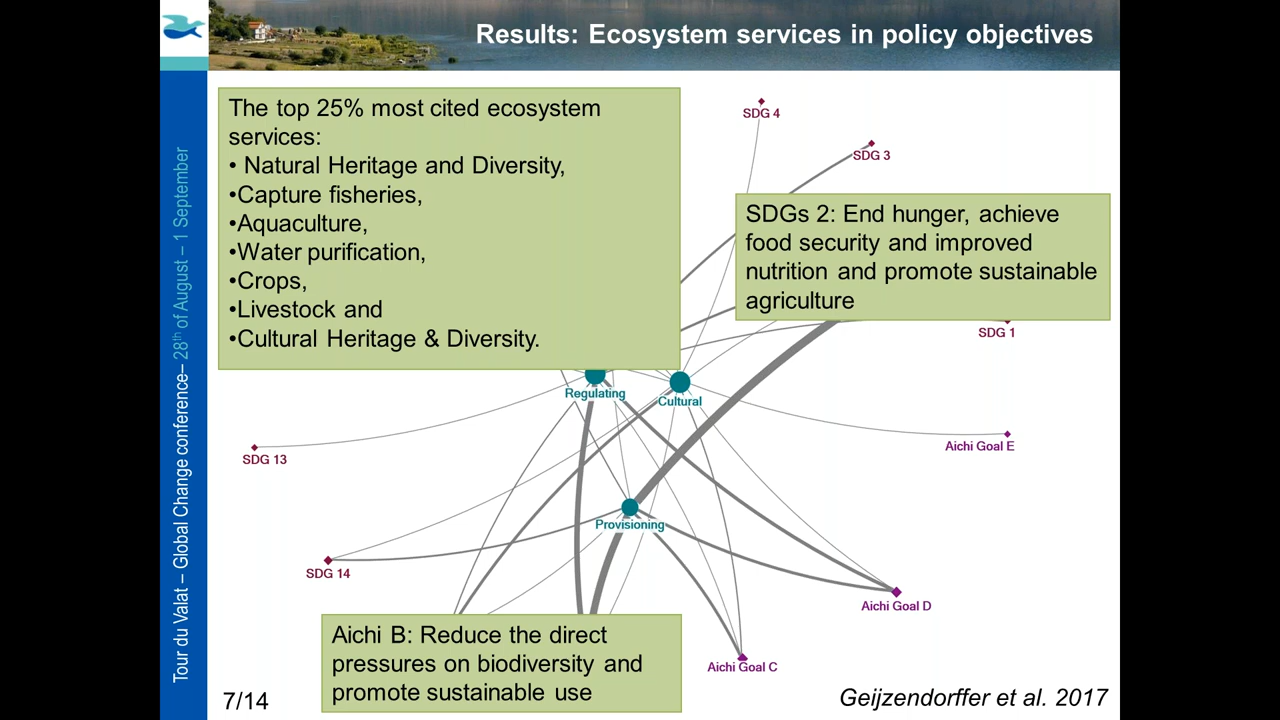 Results: Ecosystem services in policy objectives
Tour du Valat – Global Change conference– 28th of August – 1 September
The top 25% most cited ecosystem
services:
• Natural Heritage and Diversity,
•Capture fisheries,
•Aquaculture,
•Water purification,
•Crops,
•Livestock and
•Cultural Heritage & Diversity.
SDG 4
SDG 3
SDGs 2: End hunger, achieve
food security and improved
nutrition and promote sustainable
agriculture
SDG 1
Regulating
Cultural
Aichi Goal E
SDG 13
Provisioning
SDG 14
Aichi Goal D
Aichi B: Reduce the direct
pressures on biodiversity and
promote sustainable use
Aichi Goal C
7/14
Geijzendorffer et al. 2017